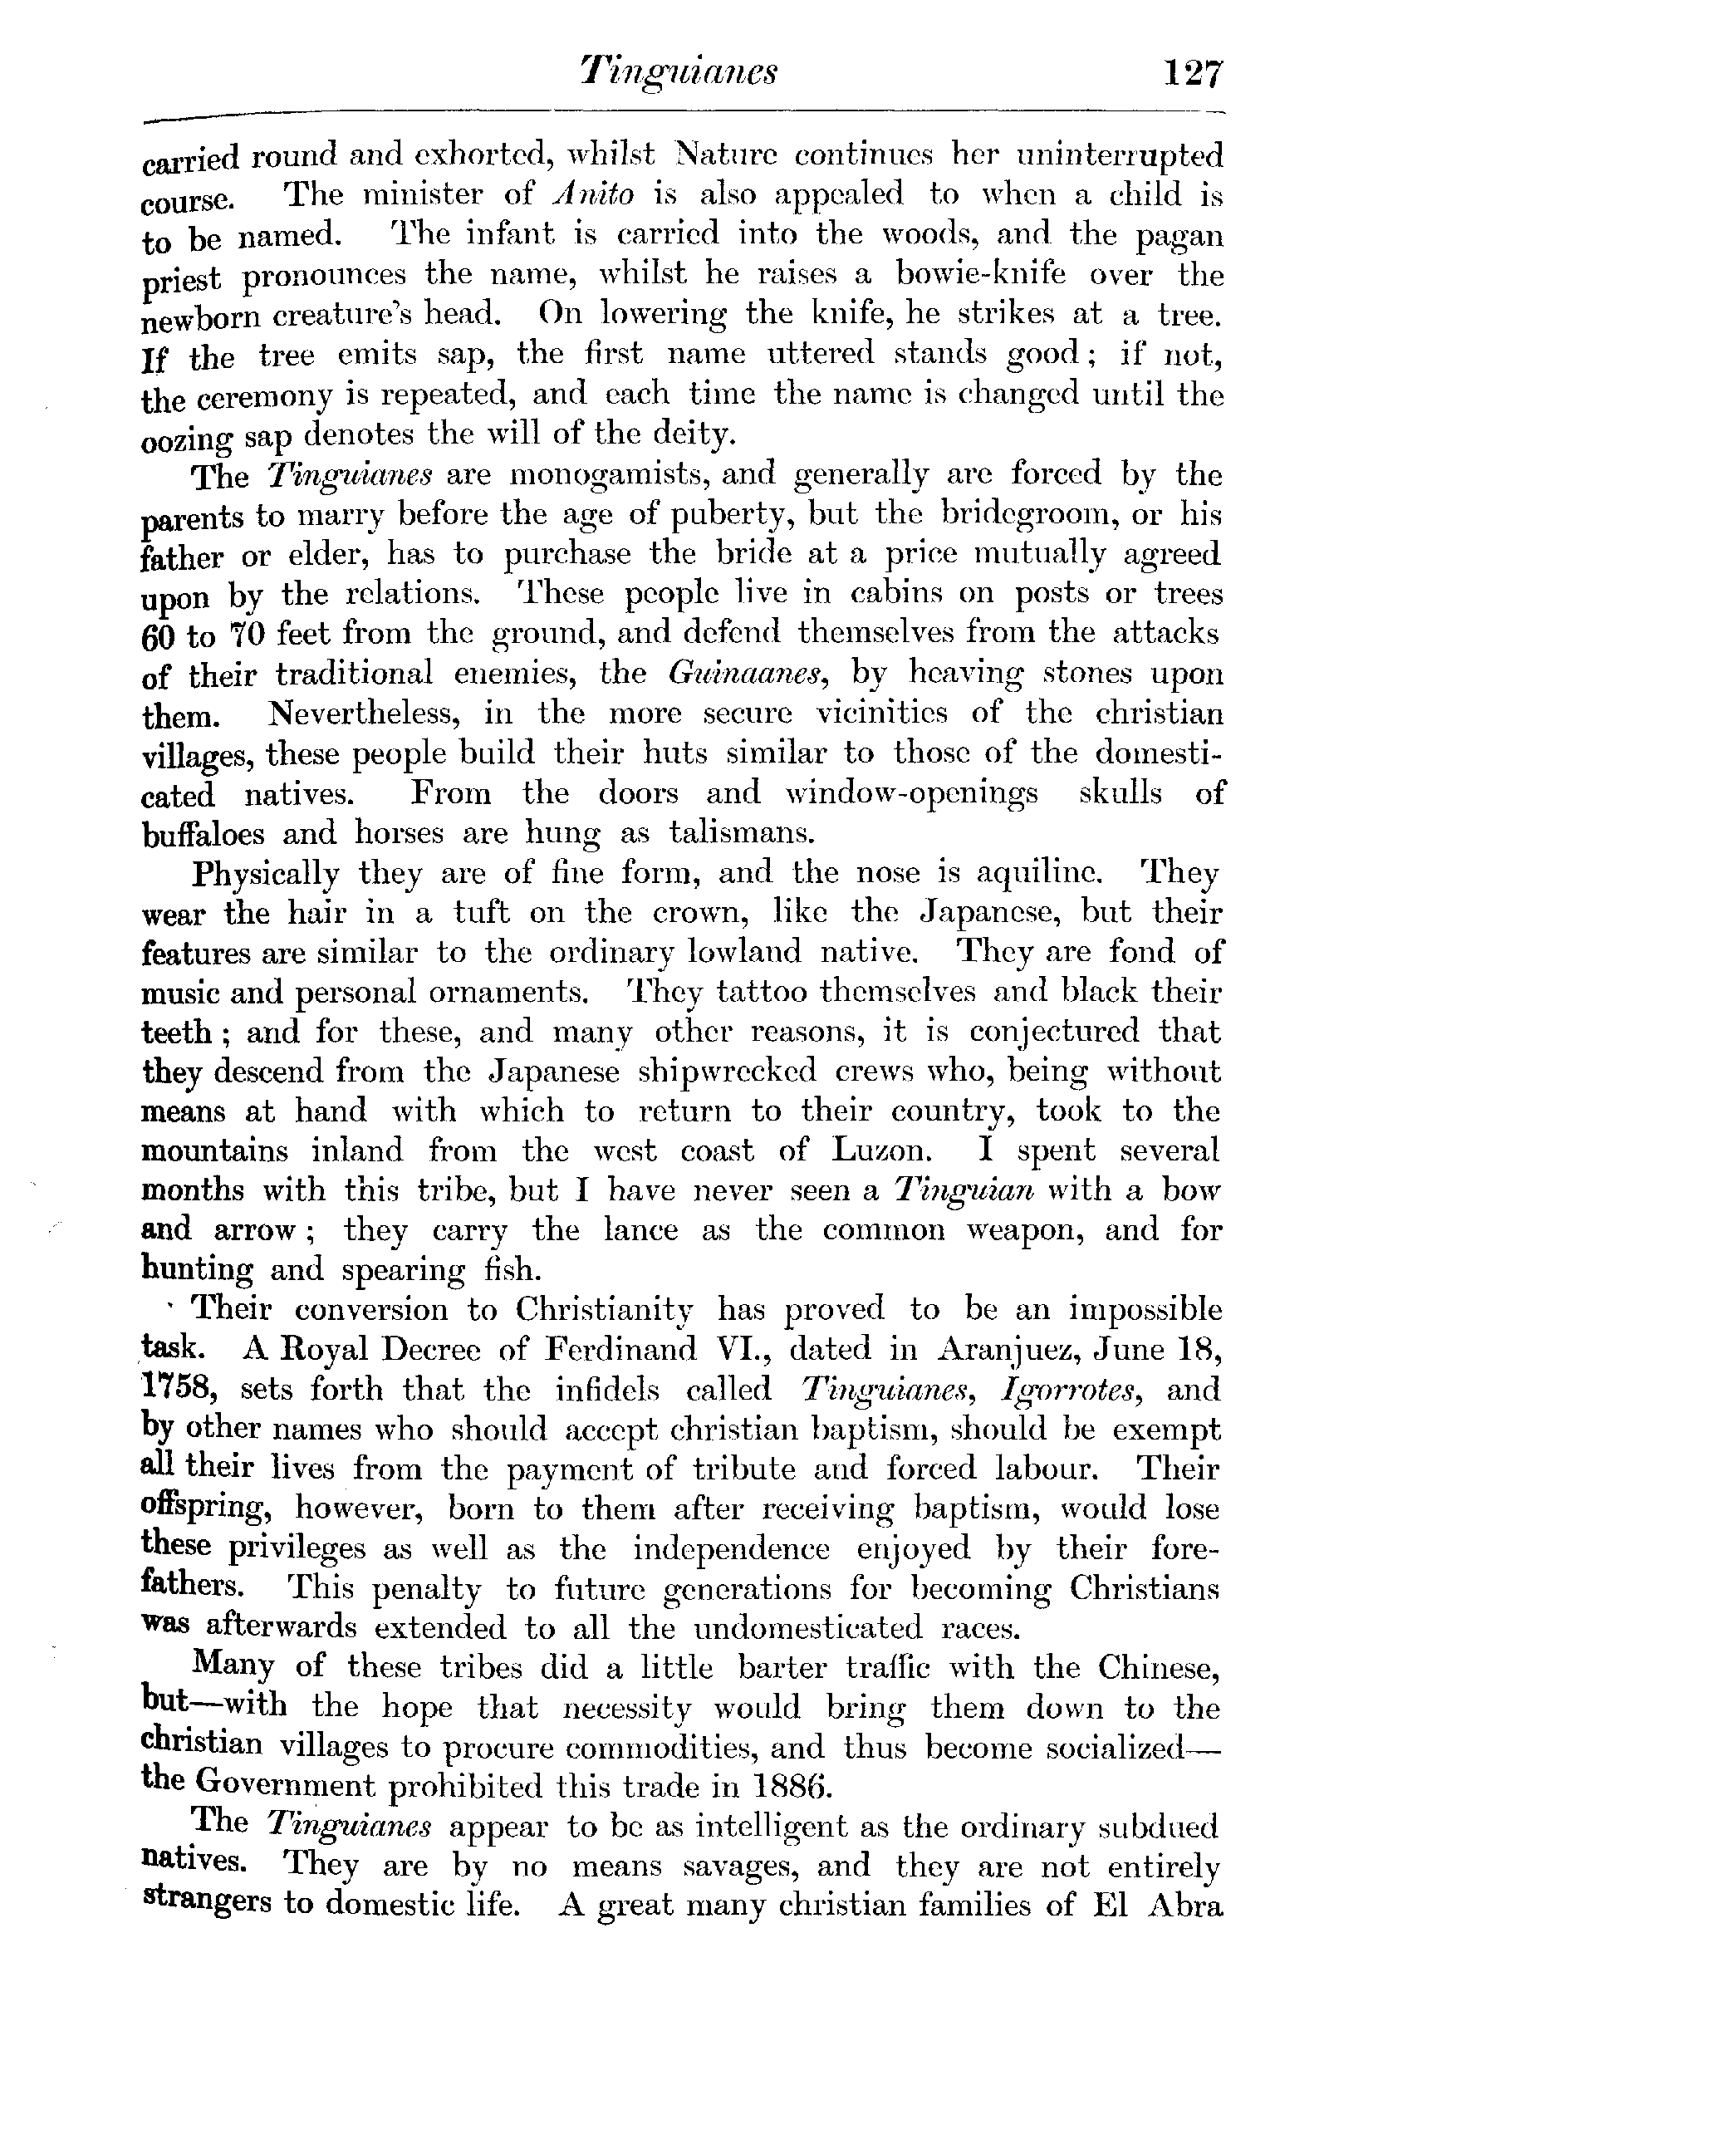 Tinguianes 127
carried round and exhorted, whilst Nature continues her uninterrupted
course. The minister of Anito is also appealed to when a child is
to be named. The infant is carried into the woods, and the pagan
priest pronounces the name, whilst he raises a bowie-knife over the
newborn creature's head. On lowering the knife, he strikes at a tree.
If the tree emits sap, the first name uttered stands good; if not,
the ceremony is repeated, and each time the name is changed until the
oozing sap denotes the will of the deity.
The Tinguianes are monogamists, and generally are forced by the
parents to marry before the age of puberty, but the bridegroom, or his
father or elder, has to purchase the bride at a price mutually agreed
upon by the relations. These people live in cabins on posts or trees
60 to 70 feet from the ground, and defend themselves from the attacks
of their traditional enemies, the Guinaanes, by heaving stones upon
them. Nevertheless, in the more secure vicinities of the christian
villages, these people build their huts similar to those of the domesti-
cated natives. From the doors and window-openings skulls of
buffaloes and horses are hung as talismans.
Physically they are of fine form, and the nose is aquiline. They
wear the hair in a tuft on the crown, like the Japanese, but their
features are similar to the ordinary lowland native. They are fond of
music and personal ornaments. They tattoo themselves and black their
teeth; and for these, and many other reasons, it is conjectured that
they descend from the Japanese shipwrecked crews who, being without
means at hand with which to return to their country, took to the
mountains inland from the west coast of Luzon. I spent several
months with this tribe, but I have never seen a Tinguian with a bow
and arrow; they carry the lance as the common weapon, and for
hunting and spearing fish.
Their conversion to Christianity has proved to be an impossible
task. A Royal Decree of Ferdinand VI., dated in Aranjuez, June 18,
1758, sets forth that the infidels called Tinguianes, Igorrotes, and
by other names who should accept christian baptism, should be exempt
all their lives from the payment of tribute and forced labour. Their
offspring, however, born to them after receiving baptism, would lose
these privileges as well as the independence enjoyed by their fore-
fathers. This penalty to future generations for becoming Christians
was afterwards extended to all the undomesticated races.
Many of these tribes did a little barter traffic with the Chinese,
but—with the hope that necessity would bring them down to the
christian villages to procure commodities, and thus become socialized—
the Government prohibited this trade in 1886.
The Tinguianes appear to be as intelligent as the ordinary subdued
natives. They are by no means savages, and they are not entirely
strangers to domestic life. A great many christian families of El Abra